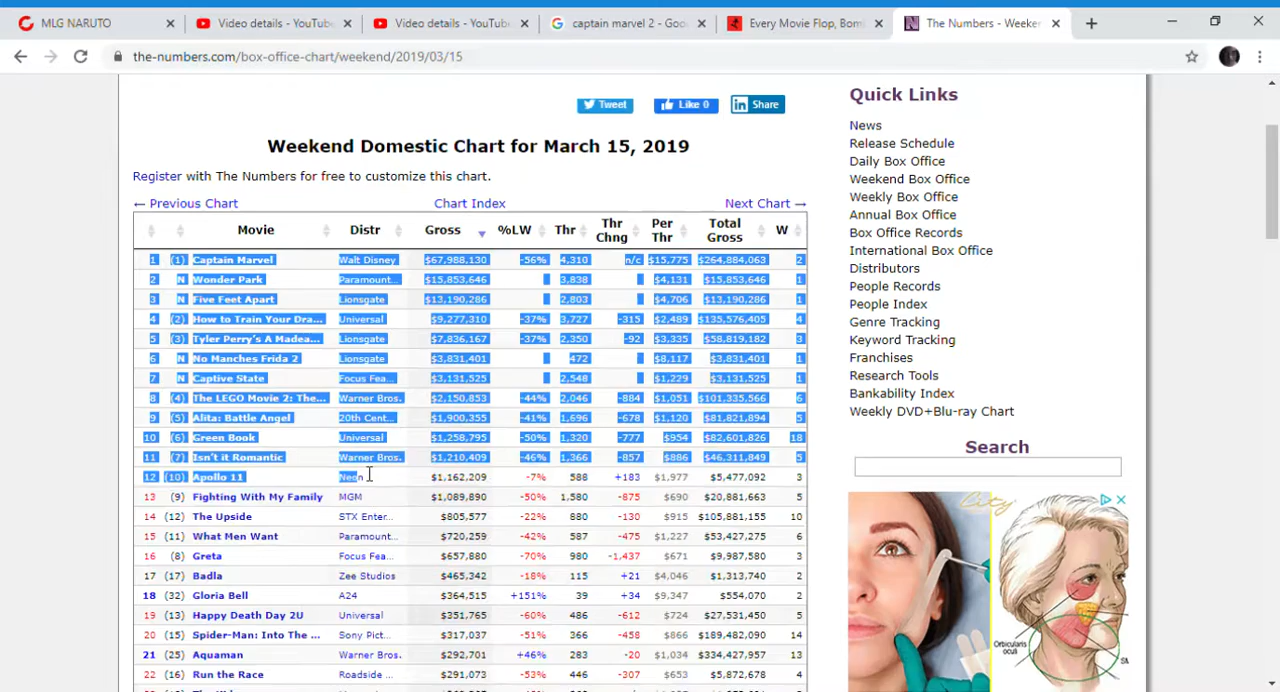 MLG NARUTO
Video details - YouTube
Video details - YouTube
captain marvel 2 - Goo
Every Movie Flop, Bom
The Numbers - Weeken
the-numbers.com/box-office-chart/weekend/2019/03/15
Tweet Like 0 in Share
Weekend Domestic Chart for March 15, 2019
Register with The Numbers for free to customize this chart.
← Previous Chart Chart Index Next Chart →
Movie Distr Gross %LW Thr Thr Chng Per Thr Total Gross W
1 (1) Captain Marvel Walt Disney $67,988,130 -56% 4,310 n/c $15,775 $264,884,063 2
2 N Wonder Park Paramount... $15,853,646 3,838 $4,131 $15,853,646 1
3 N Five Feet Apart Lionsgate $13,190,286 2,803 $4,706 $13,190,286 1
4 (2) How to Train Your Dra... Universal $9,277,310 -37% 3,727 -315 $2,489 $135,576,405 4
5 (3) Tyler Perry's A Madea... Lionsgate $7,836,167 -37% 2,350 -92 $3,335 $58,819,182 3
6 N No Manches Frida 2 Lionsgate $3,831,401 472 $8,117 $3,831,401 1
7 N Captive State Focus Fea... $3,131,525 2,548 $1,229 $3,131,525 1
8 (4) The LEGO Movie 2: The... Warner Bros. $2,150,853 -44% 2,046 -884 $1,051 $101,335,566 6
9 (5) Alita: Battle Angel 20th Cent... $1,900,355 -41% 1,696 -678 $1,120 $81,821,894 5
10 (6) Green Book Universal $1,258,795 -50% 1,320 -777 $954 $82,601,826 18
11 (7) Isn't it Romantic Warner Bros. $1,210,409 -46% 1,366 -857 $886 $46,311,849 5
12 (10) Apollo 11 Neon $1,162,209 -7% 588 +183 $1,977 $5,477,092 3
13 (9) Fighting With My Family MGM $1,089,890 -50% 1,580 -875 $690 $20,881,663 5
14 (12) The Upside STX Enter... $805,577 -22% 880 -130 $915 $105,881,155 10
15 (11) What Men Want Paramount... $720,259 -42% 587 -475 $1,227 $53,427,275 6
16 (8) Greta Focus Fea... $657,880 -70% 980 -1,437 $671 $9,987,580 3
17 (17) Badla Zee Studios $465,342 -18% 115 +21 $4,046 $1,313,740 2
18 (32) Gloria Bell A24 $364,515 +151% 39 +34 $9,347 $554,070 2
19 (13) Happy Death Day 2U Universal $351,765 -60% 486 -612 $724 $27,531,450 5
20 (15) Spider-Man: Into The ... Sony Pict... $317,037 -51% 366 -458 $866 $189,482,090 14
21 (25) Aquaman Warner Bros. $292,701 +46% 283 -20 $1,034 $334,427,957 13
22 (16) Run the Race Roadside ... $291,073 -53% 446 -307 $653 $5,872,678 4
Quick Links
News
Release Schedule
Daily Box Office
Weekend Box Office
Weekly Box Office
Annual Box Office
Box Office Records
International Box Office
Distributors
People Records
People Index
Genre Tracking
Keyword Tracking
Franchises
Research Tools
Bankability Index
Weekly DVD+Blu-ray Chart
Search
City
Orbicularis
oculi